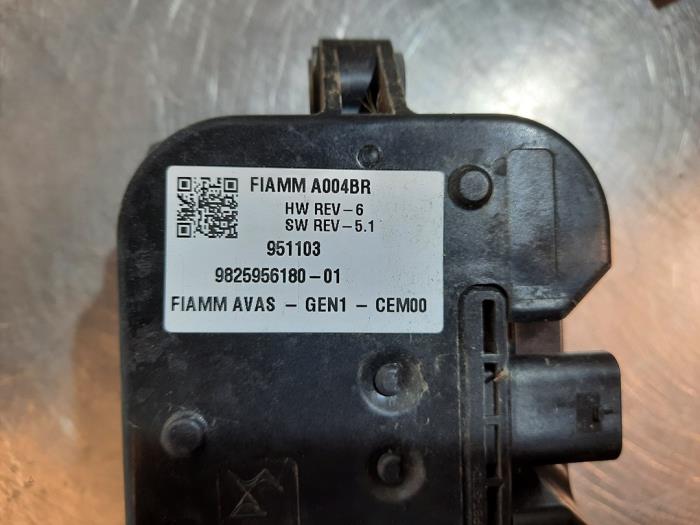 FIAMM A004BR
HW REV-6
SW REV-5.1
951103
9825956180-01
FIAMM AVAS - GEN1 - CEM00